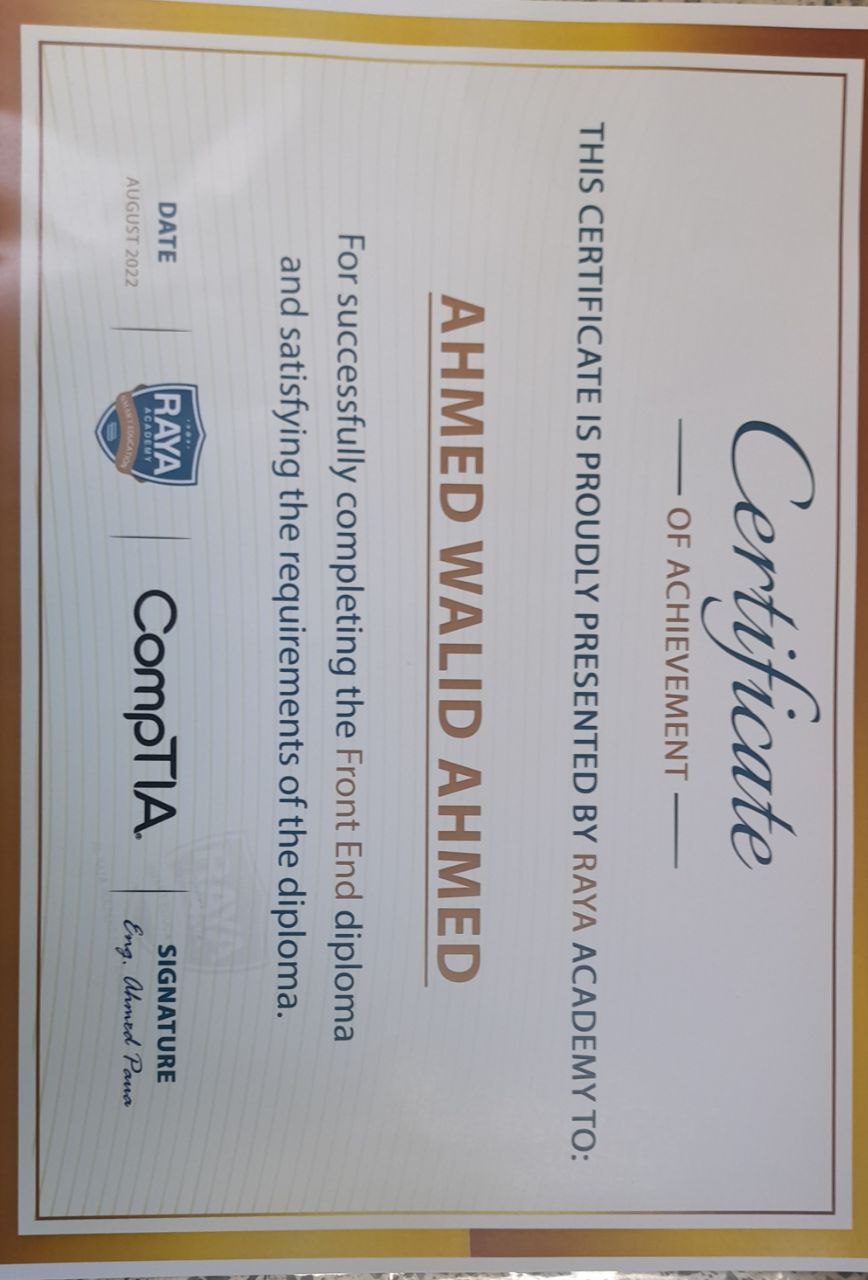 Certificate
OF ACHIEVEMENT
THIS CERTIFICATE IS PROUDLY PRESENTED BY RAYA ACADEMY TO:
AHMED WALID AHMED
For successfully completing the Front End diploma
and satisfying the requirements of the diploma.
DATE
AUGUST 2022
RAYA
ACADEMY
SMART EDUCATION
CompTIA.
RAYA
SIGNATURE
Eng. Ahmed Pana